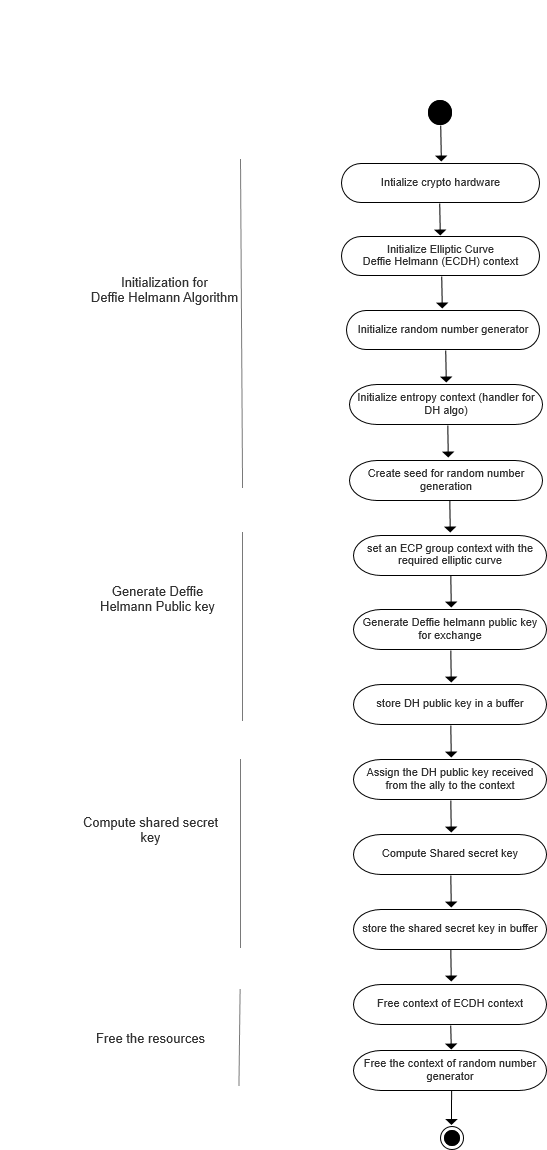 Intialize crypto hardware
Initialize Elliptic Curve
Deffie Helmann (ECDH) context
Initialization for
Deffie Helmann Algorithm
Initialize random number generator
Initialize entropy context (handler for
DH algo)
Create seed for random number
generation
set an ECP group context with the
required elliptic curve
Generate Deffie
Helmann Public key
Generate Deffie helmann public key
for exchange
store DH public key in a buffer
Assign the DH public key received
from the ally to the context
Compute shared secret
key
Compute Shared secret key
store the shared secret key in buffer
Free context of ECDH context
Free the resources
Free the context of random number
generator